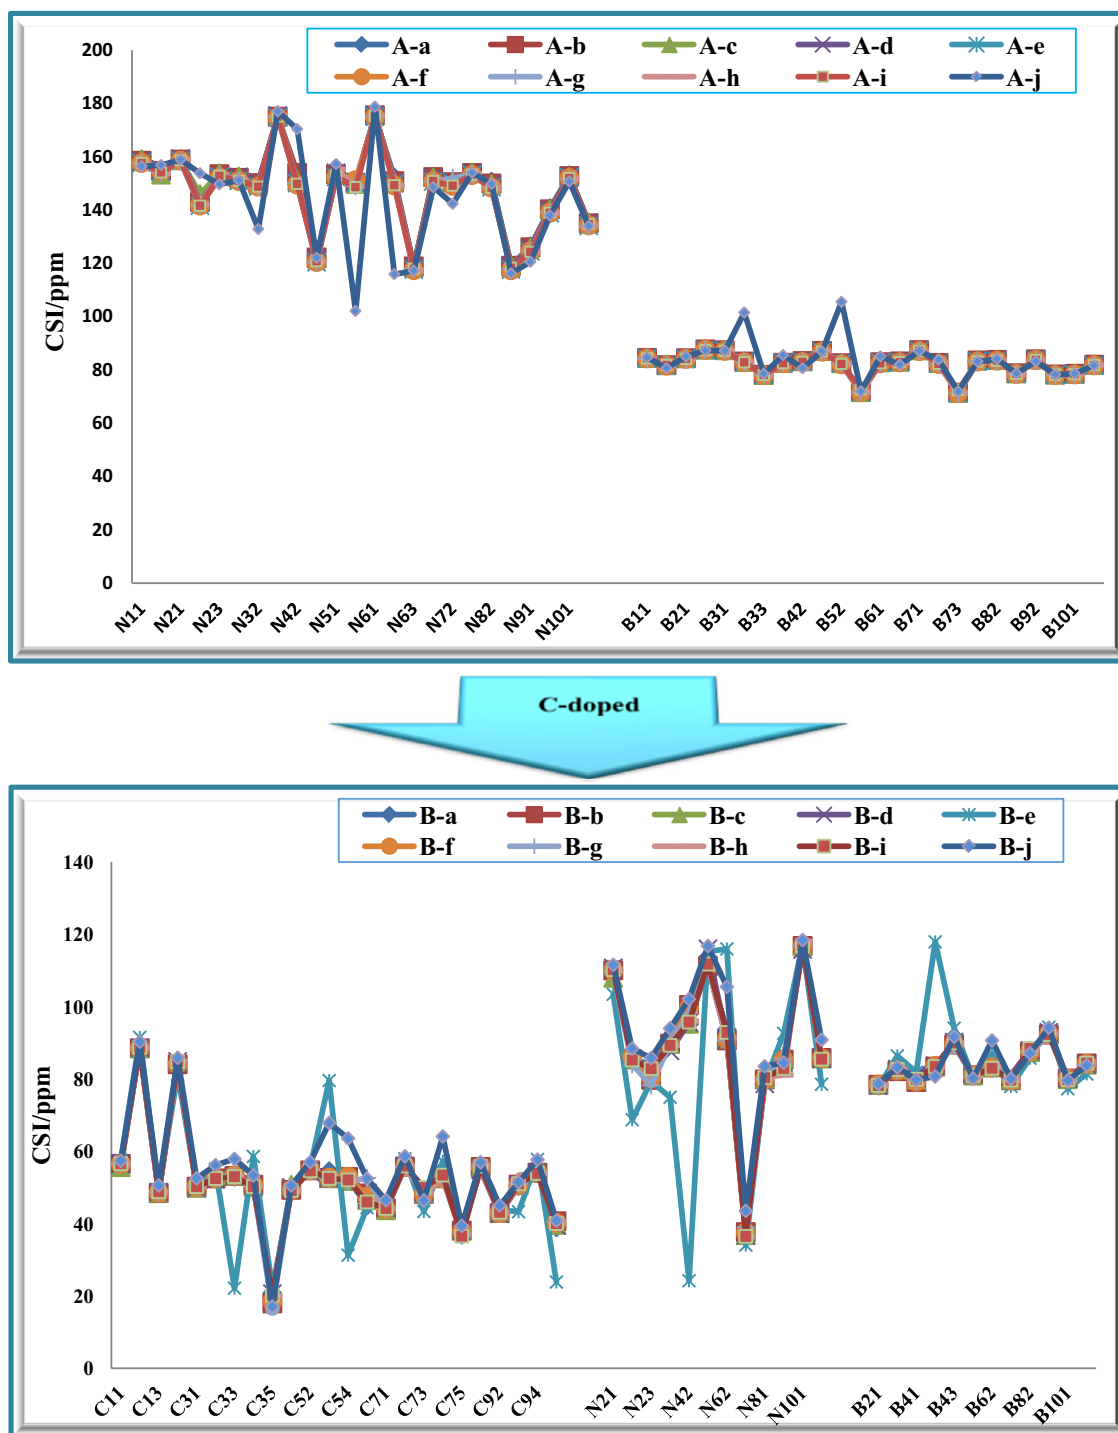 A-a A-b A-c A-d A-e
A-f A-g A-h A-i A-j
CSI/ppm
200
180
160
140
120
100
80
60
40
20
0
N11 N21 N23 N32 N42 N51 N61 N63 N72 N82 N91 N101 B11 B21 B31 B33 B42 B52 B61 B71 B73 B82 B92 B101
C-doped
B-a B-b B-c B-d B-e
B-f B-g B-h B-i B-j
CSI/ppm
140
120
100
80
60
40
20
0
C11 C13 C31 C33 C35 C52 C54 C71 C73 C75 C92 C94 N21 N23 N42 N62 N81 N101 B21 B41 B43 B62 B82 B101